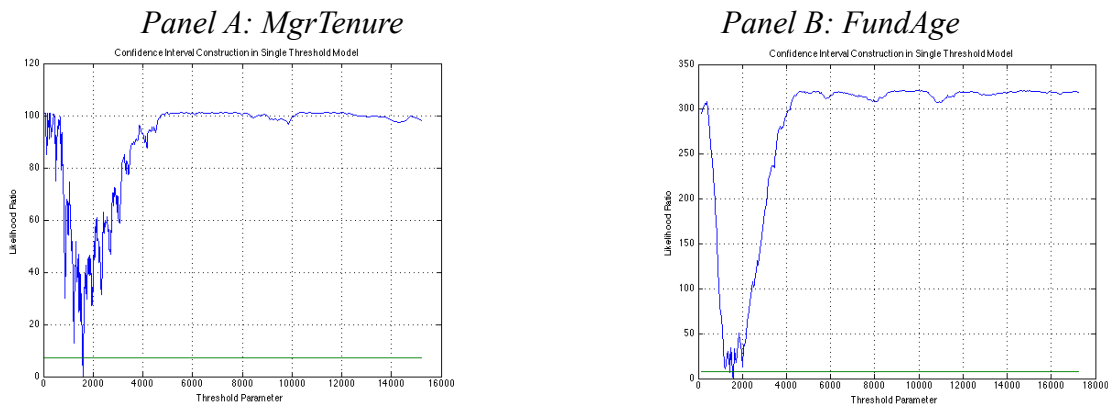 Panel A: MgrTenure
Confidence Interval Construction in Single Threshold Model
120
100
80
60
40
20
0
Likelihood Ratio
0 2000 4000 6000 8000 10000 12000 14000 16000
Threshold Parameter
Panel B: FundAge
Confidence Interval Construction in Single Threshold Model
350
300
250
200
150
100
50
0
Likelihood Ratio
0 2000 4000 6000 8000 10000 12000 14000 16000 18000
Threshold Parameter